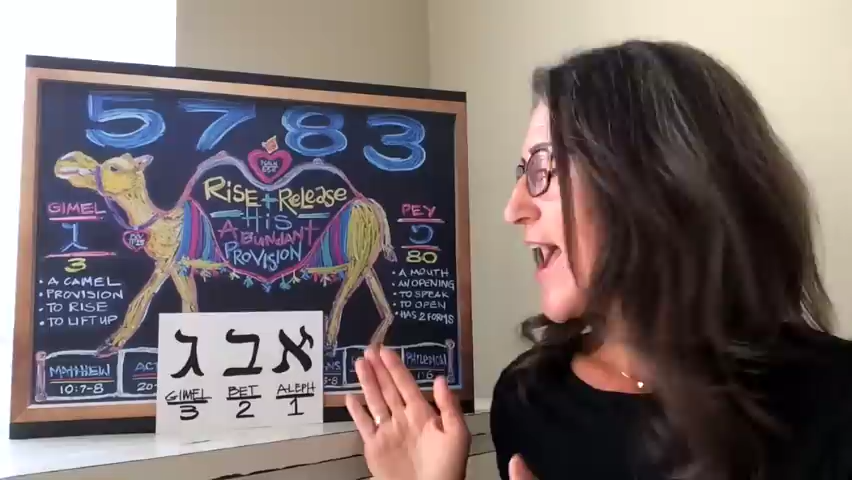 5783
RISE + RELEASE
HIS
ABUNDANT
PROVISION
GIMEL
ג
3
• A CAMEL
• PROVISION
• TO RISE
• TO LIFT UP
PEY
פ
80
• A MOUTH
• AN OPENING
• TO SPEAK
• TO OPEN
• HAS 2 FORMS
MATTHEW
10:7-8
PHILEMON
1:6
ג ב א
GIMEL BET ALEPH
3 2 1